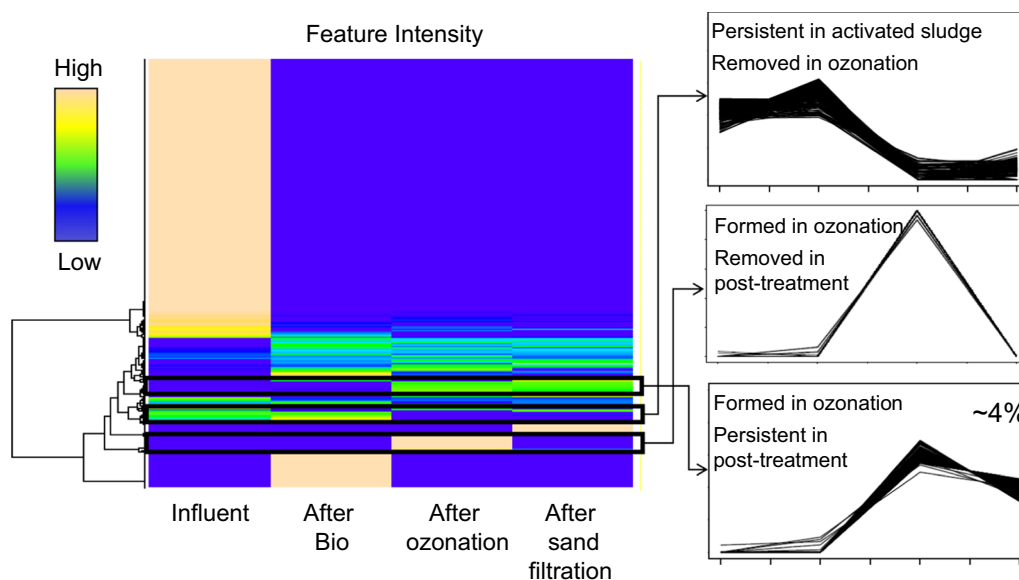 Feature Intensity
High
Low
Influent
After
Bio
After
ozonation
After
sand
filtration
Persistent in activated sludge
Removed in ozonation
Formed in ozonation
Removed in
post-treatment
Formed in ozonation
~4%
Persistent in
post-treatment